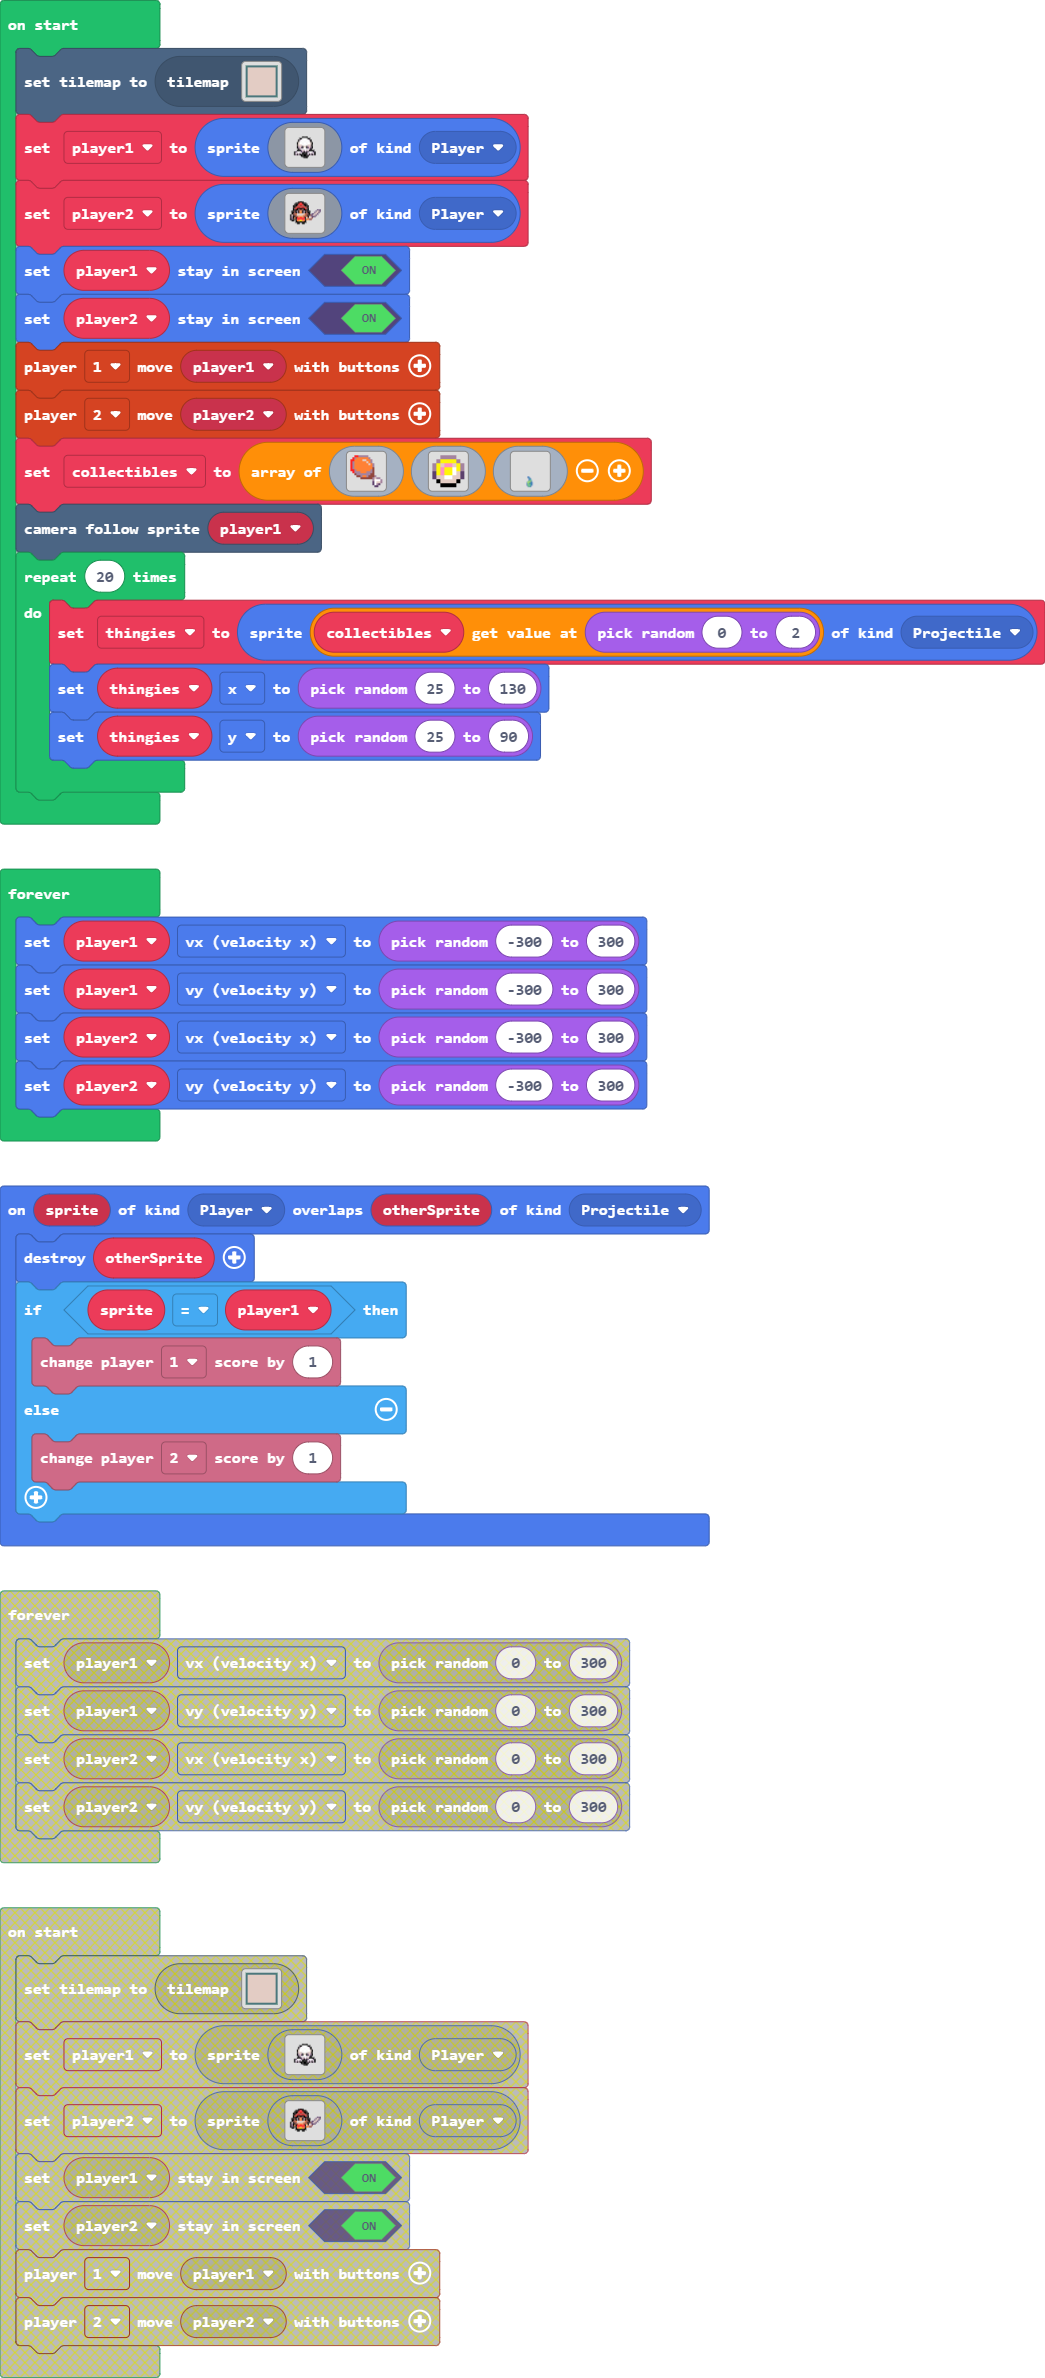 on start
set tilemap to tilemap
set player1 to sprite of kind Player
set player2 to sprite of kind Player
set player1 stay in screen ON
set player2 stay in screen ON
player 1 move player1 with buttons
player 2 move player2 with buttons
set collectibles to array of
camera follow sprite player1
repeat 20 times
do
set thingies to sprite collectibles get value at pick random 0 to 2 of kind Projectile
set thingies x to pick random 25 to 130
set thingies y to pick random 25 to 90
forever
set player1 vx (velocity x) to pick random -300 to 300
set player1 vy (velocity y) to pick random -300 to 300
set player2 vx (velocity x) to pick random -300 to 300
set player2 vy (velocity y) to pick random -300 to 300
on sprite of kind Player overlaps otherSprite of kind Projectile
destroy otherSprite
if sprite = player1 then
change player 1 score by 1
else
change player 2 score by 1
forever
set player1 vx (velocity x) to pick random 0 to 300
set player1 vy (velocity y) to pick random 0 to 300
set player2 vx (velocity x) to pick random 0 to 300
set player2 vy (velocity y) to pick random 0 to 300
on start
set tilemap to tilemap
set player1 to sprite of kind Player
set player2 to sprite of kind Player
set player1 stay in screen ON
set player2 stay in screen ON
player 1 move player1 with buttons
player 2 move player2 with buttons